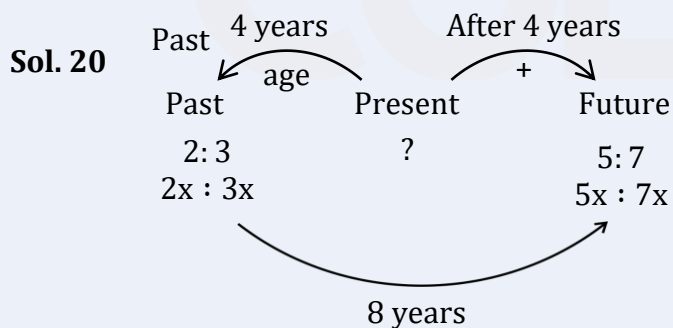 Sol. 20
Past 4 years After 4 years
age +
Past Present Future
2: 3 ? 5: 7
2x : 3x 5x : 7x
8 years